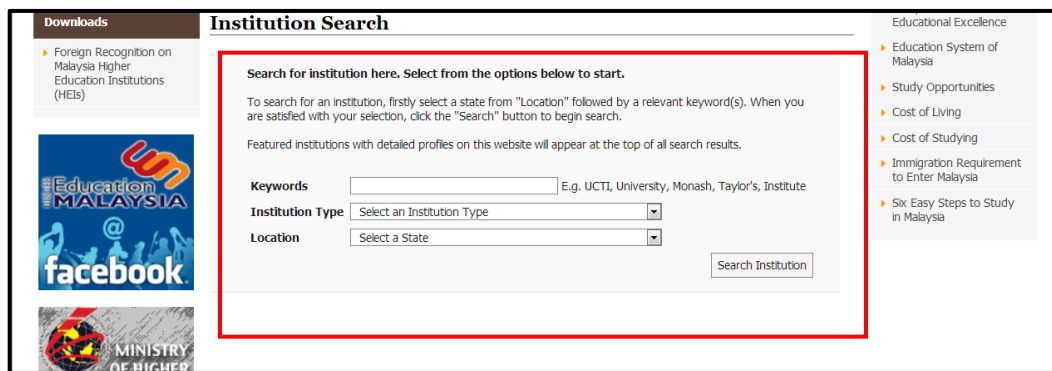 Downloads
Foreign Recognition on
Malaysia Higher
Education Institutions
(HEIs)
Education
MALAYSIA
@
facebook
MINISTRY
OF HIGHER
Institution Search
Search for institution here. Select from the options below to start.
To search for an institution, firstly select a state from "Location" followed by a relevant keyword(s). When you
are satisfied with your selection, click the "Search" button to begin search.
Featured institutions with detailed profiles on this website will appear at the top of all search results.
Keywords E.g. UCTI, University, Monash, Taylor's, Institute
Institution Type Select an Institution Type
Location Select a State
Search Institution
Educational Excellence
Education System of
Malaysia
Study Opportunities
Cost of Living
Cost of Studying
Immigration Requirement
to Enter Malaysia
Six Easy Steps to Study
in Malaysia